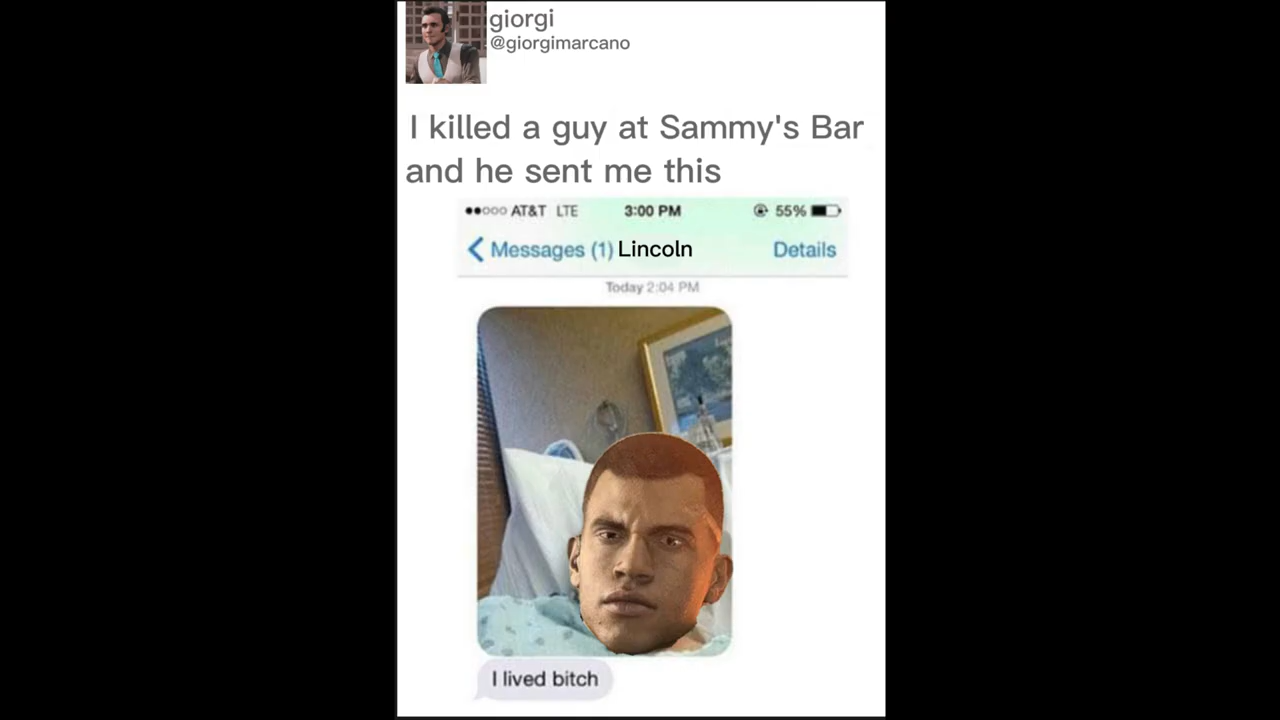 giorgi
@giorgimarcano
I killed a guy at Sammy's Bar
and he sent me this
●●○○○ AT&T LTE 3:00 PM 55%
Messages (1) Lincoln Details
Today 2:04 PM
I lived bitch